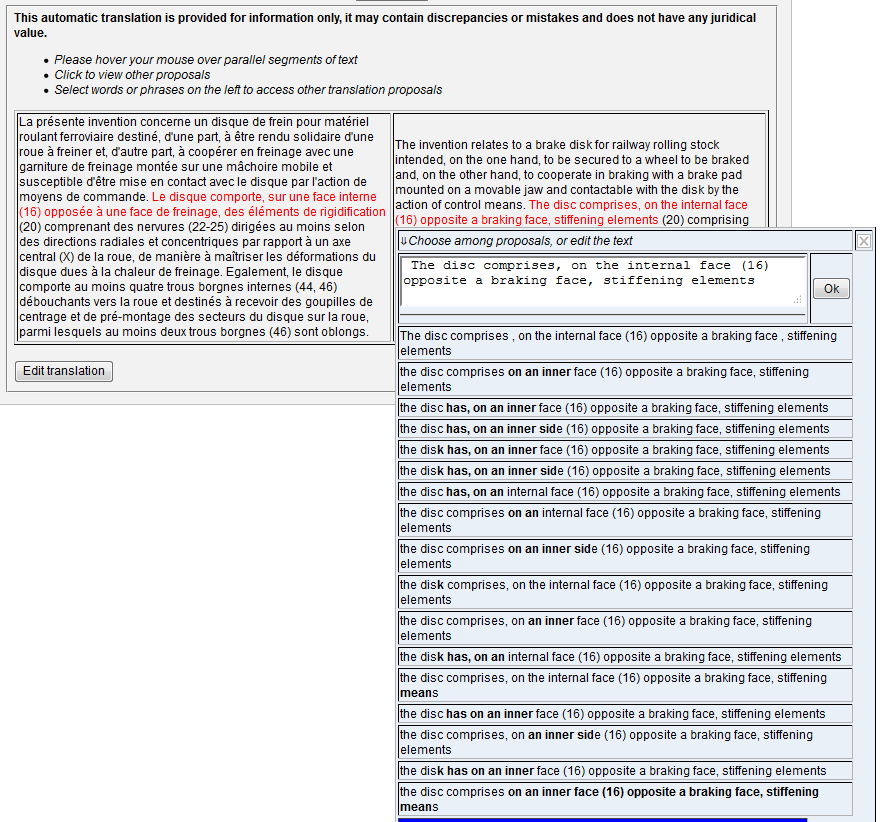 This automatic translation is provided for information only, it may contain discrepancies or mistakes and does not have any juridical
value.
Please hover your mouse over parallel segments of text
Click to view other proposals
Select words or phrases on the left to access other translation proposals
La présente invention concerne un disque de frein pour matériel
roulant ferroviaire destiné, d'une part, à être rendu solidaire d'une
roue à freiner et, d'autre part, à coopérer en freinage avec une
garniture de freinage montée sur une mâchoire mobile et
susceptible d'être mise en contact avec le disque par l'action de
moyens de commande. Le disque comporte, sur une face interne
(16) opposée à une face de freinage, des éléments de rigidification
(20) comprenant des nervures (22-25) dirigées au moins selon
des directions radiales et concentriques par rapport à un axe
central (X) de la roue, de manière à maîtriser les déformations du
disque dues à la chaleur de freinage. Egalement, le disque
comporte au moins quatre trous borgnes internes (44, 46)
débouchants vers la roue et destinés à recevoir des goupilles de
centrage et de pré-montage des secteurs du disque sur la roue,
parmi lesquels au moins deux trous borgnes (46) sont oblongs.
The invention relates to a brake disk for railway rolling stock
intended, on the one hand, to be secured to a wheel to be braked
and, on the other hand, to cooperate in braking with a brake pad
mounted on a movable jaw and contactable with the disk by the
action of control means. The disc comprises, on the internal face
(16) opposite a braking face, stiffening elements (20) comprising
Edit translation
⇓Choose among proposals, or edit the text
The disc comprises, on the internal face (16)
opposite a braking face, stiffening elements
Ok
The disc comprises , on the internal face (16) opposite a braking face , stiffening
elements
the disc comprises on an inner face (16) opposite a braking face, stiffening
elements
the disc has, on an inner face (16) opposite a braking face, stiffening elements
the disc has, on an inner side (16) opposite a braking face, stiffening elements
the disk has, on an inner face (16) opposite a braking face, stiffening elements
the disk has, on an inner side (16) opposite a braking face, stiffening elements
the disc has, on an internal face (16) opposite a braking face, stiffening elements
the disc comprises on an internal face (16) opposite a braking face, stiffening
elements
the disc comprises on an inner side (16) opposite a braking face, stiffening
elements
the disk comprises, on the internal face (16) opposite a braking face, stiffening
elements
the disc comprises, on an inner face (16) opposite a braking face, stiffening
elements
the disk has, on an internal face (16) opposite a braking face, stiffening elements
the disc comprises, on the internal face (16) opposite a braking face, stiffening
means
the disc has on an inner face (16) opposite a braking face, stiffening elements
the disc comprises, on an inner side (16) opposite a braking face, stiffening
elements
the disk has on an inner face (16) opposite a braking face, stiffening elements
the disc comprises on an inner face (16) opposite a braking face, stiffening
means